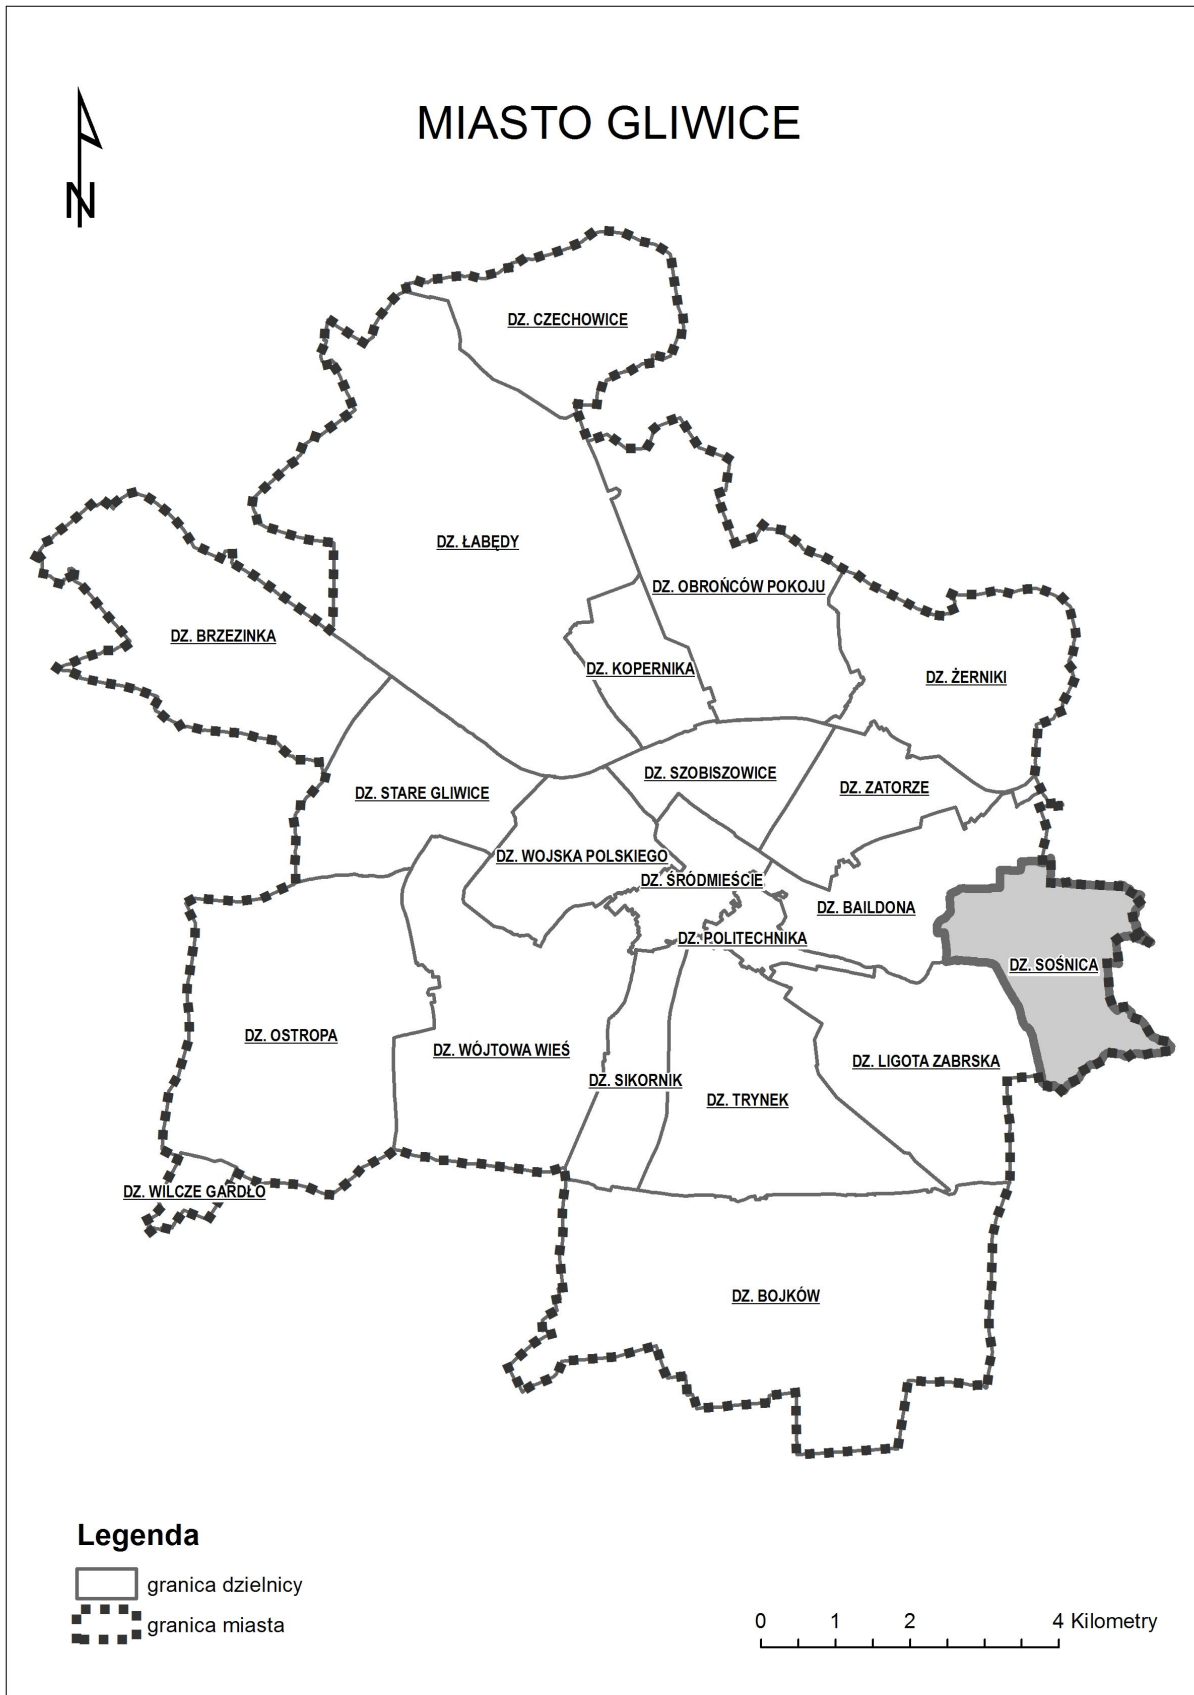 MIASTO GLIWICE
N
DZ. CZECHOWICE
DZ. ŁABĘDY
DZ. OBROŃCÓW POKOJU
DZ. BRZEZINKA
DZ. KOPERNIKA
DZ. ŻERNIKI
DZ. SZOBISZOWICE
DZ. ZATORZE
DZ. STARE GLIWICE
DZ. WOJSKA POLSKIEGO
DZ. ŚRÓDMIEŚCIE
DZ. BAILDONA
DZ. POLITECHNIKA
DZ. SOŚNICA
DZ. OSTROPA
DZ. WÓJTOWA WIEŚ
DZ. LIGOTA ZABRSKA
DZ. SIKORNIK
DZ. TRYNEK
DZ. WILCZE GARDŁO
DZ. BOJKÓW
Legenda
granica dzielnicy
granica miasta
0 1 2 4 Kilometry